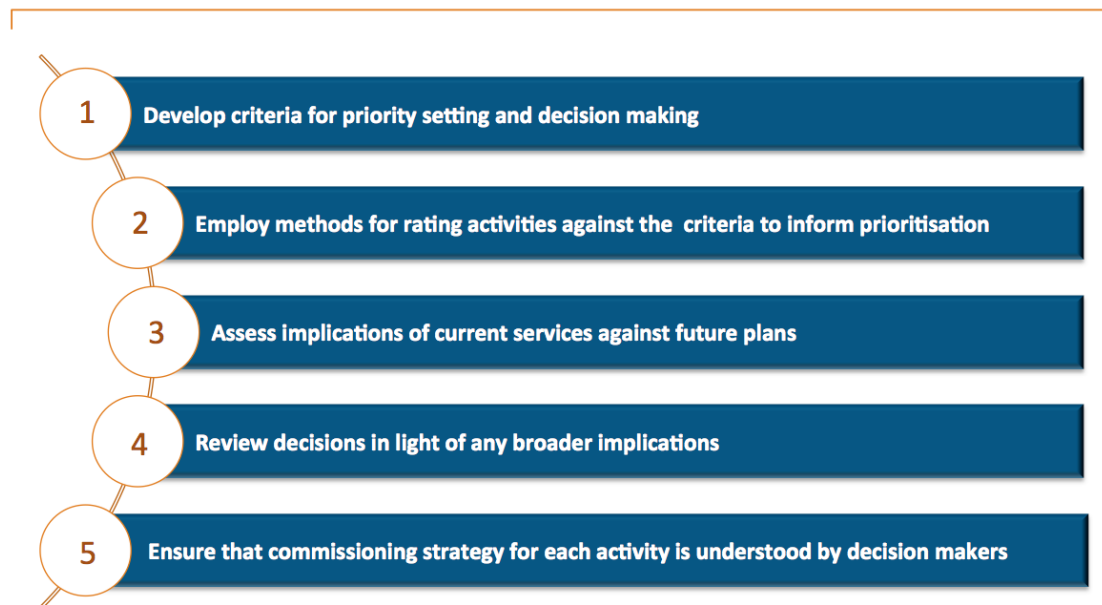 1
Develop criteria for priority setting and decision making
2
Employ methods for rating activities against the  criteria to inform prioritisation
3
Assess implications of current services against future plans
4
Review decisions in light of any broader implications
5
Ensure that commissioning strategy for each activity is understood by decision makers